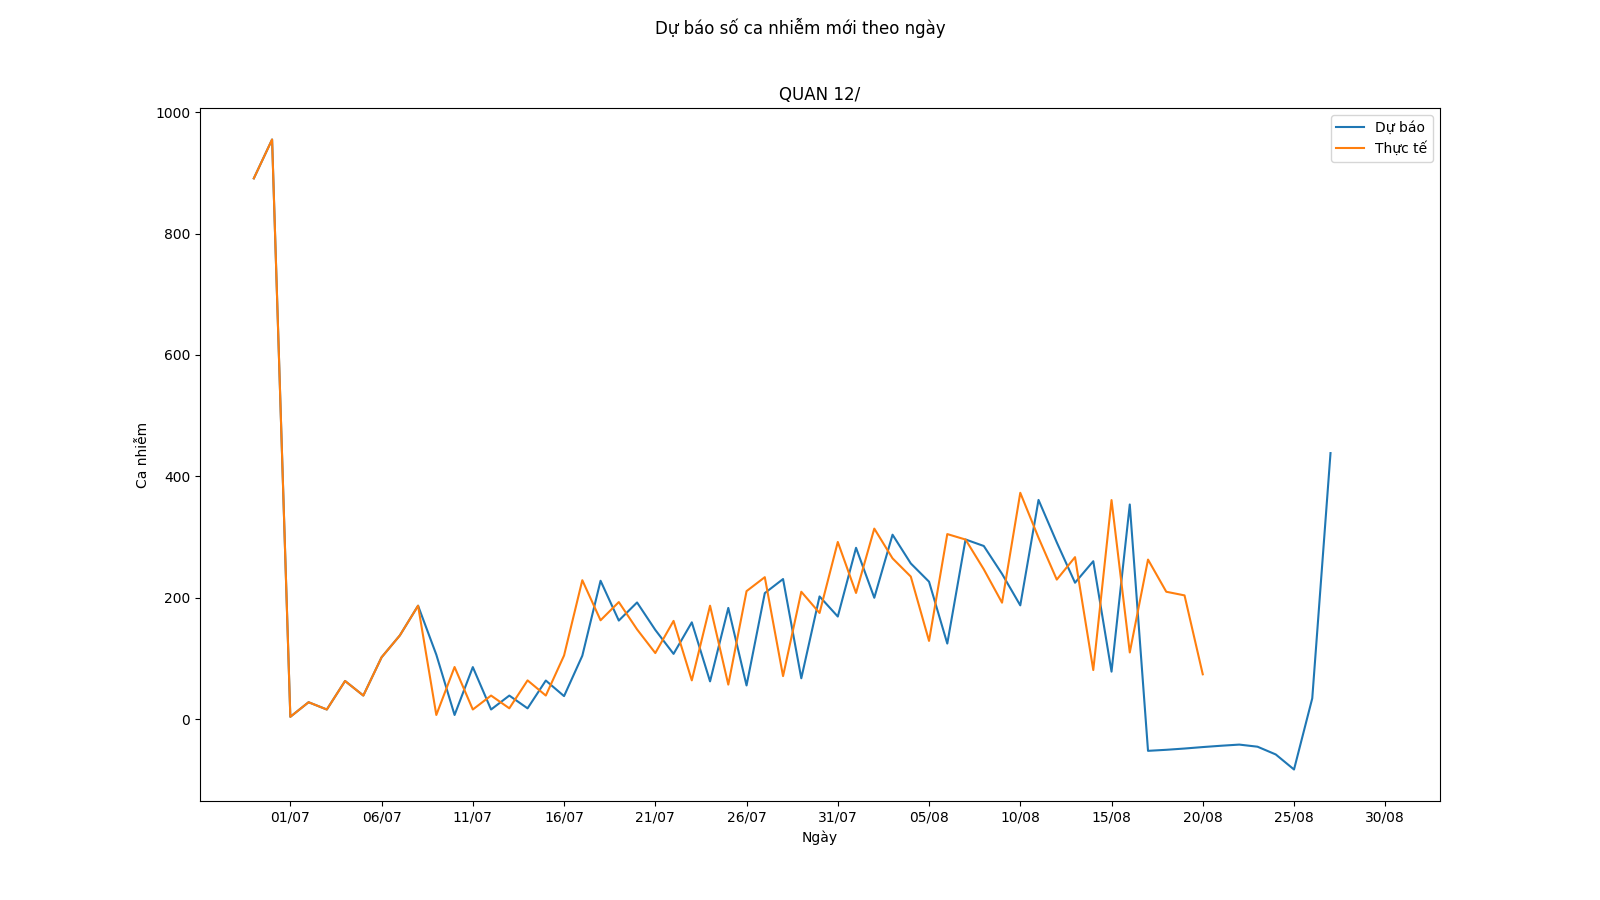 Dự báo số ca nhiễm mới theo ngày
QUAN 12/
Dự báo
Thực tế
1000
800
600
400
200
0
Ca nhiễm
01/07 06/07 11/07 16/07 21/07 26/07 31/07 05/08 10/08 15/08 20/08 25/08 30/08
Ngày